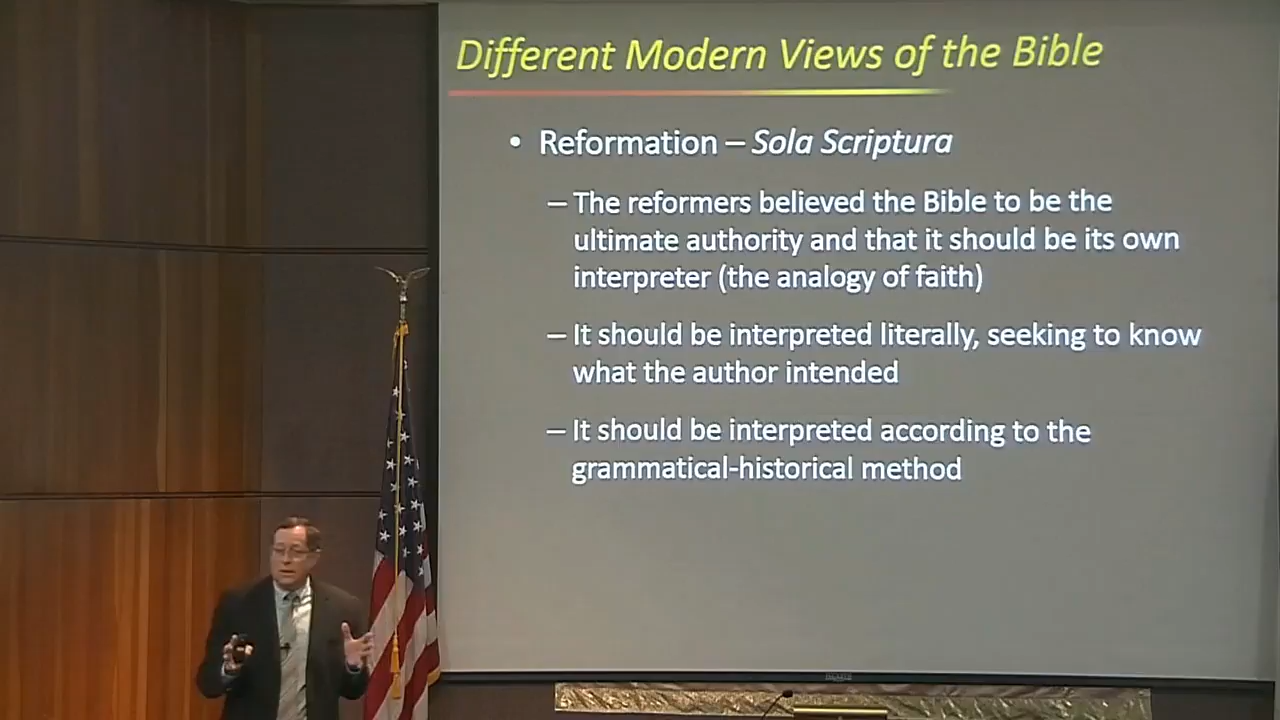 Different Modern Views of the Bible
• Reformation – Sola Scriptura
– The reformers believed the Bible to be the
ultimate authority and that it should be its own
interpreter (the analogy of faith)
– It should be interpreted literally, seeking to know
what the author intended
– It should be interpreted according to the
grammatical-historical method